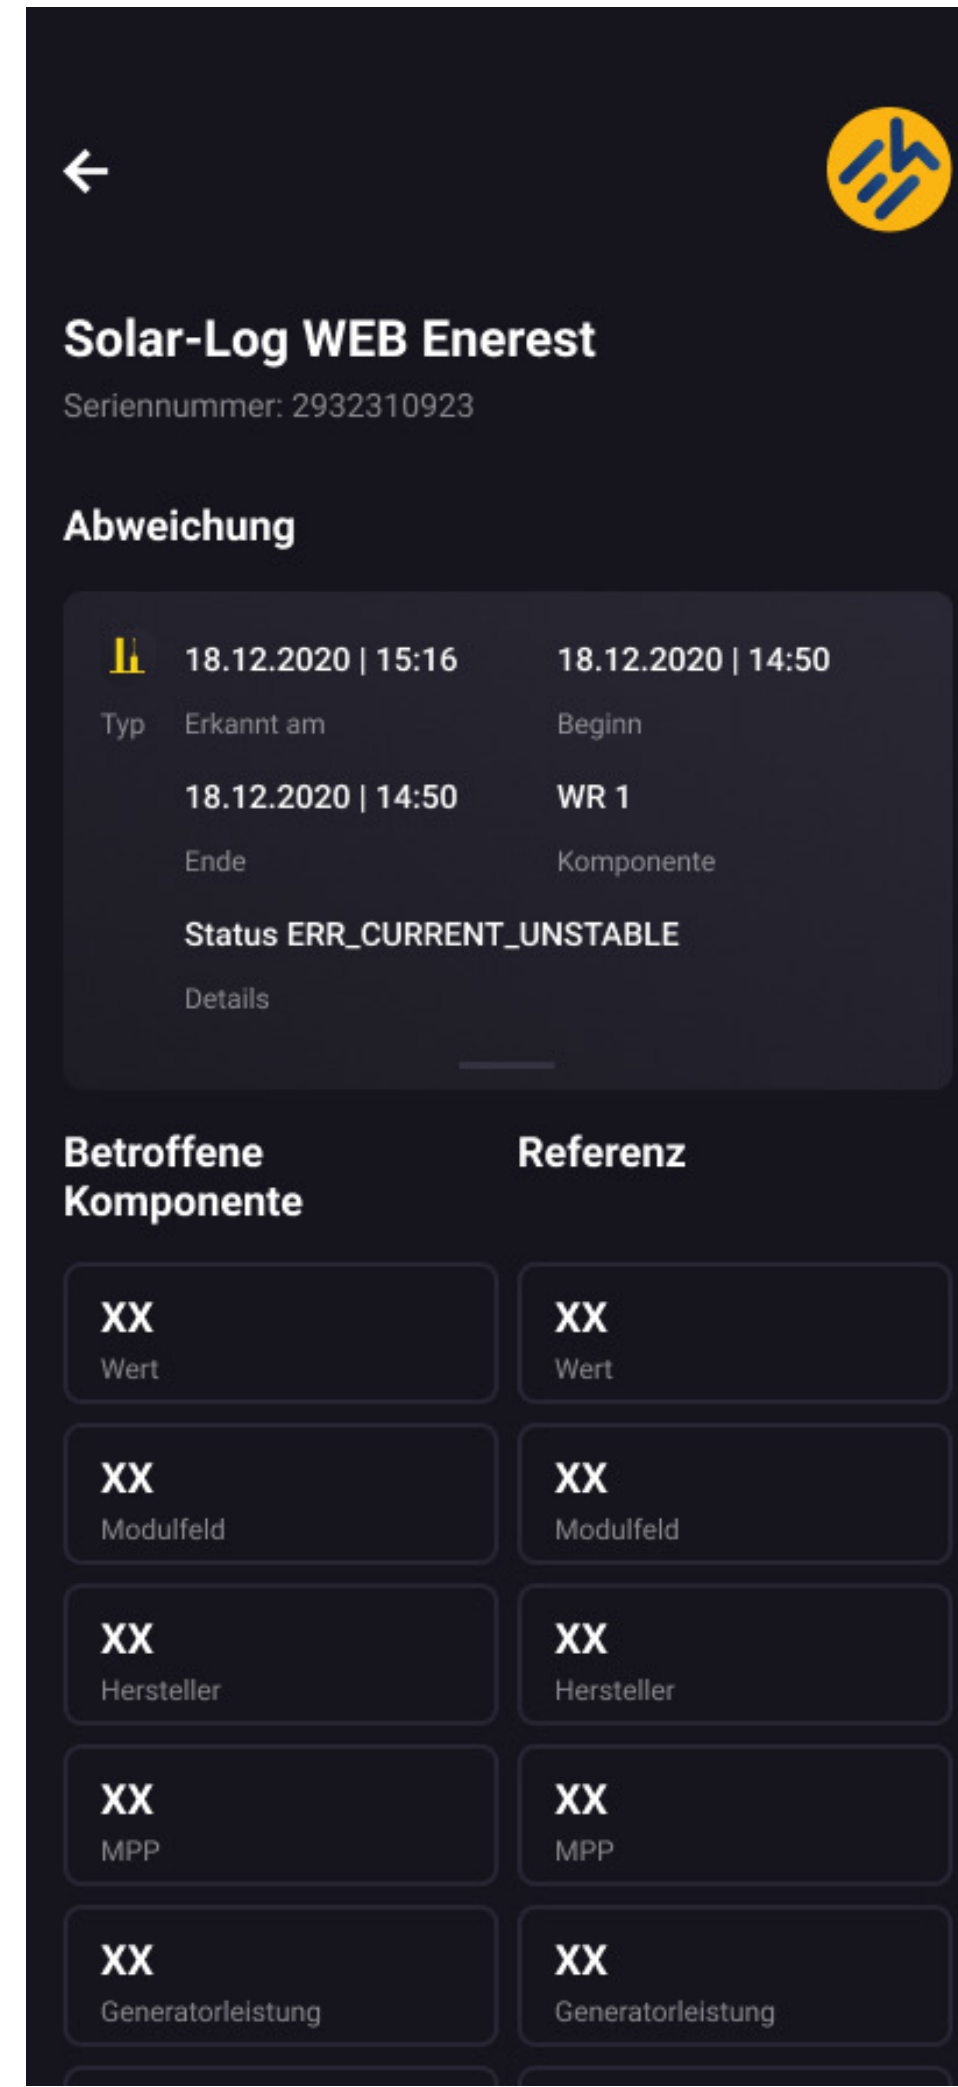 Solar-Log WEB Enerest
Seriennummer: 2932310923
Abweichung
18.12.2020 | 15:16 18.12.2020 | 14:50
Typ Erkannt am Beginn
18.12.2020 | 14:50 WR 1
Ende Komponente
Status ERR_CURRENT_UNSTABLE
Details
Betroffene Komponente Referenz
XX XX
Wert Wert
XX XX
Modulfeld Modulfeld
XX XX
Hersteller Hersteller
XX XX
MPP MPP
XX XX
Generatorleistung Generatorleistung